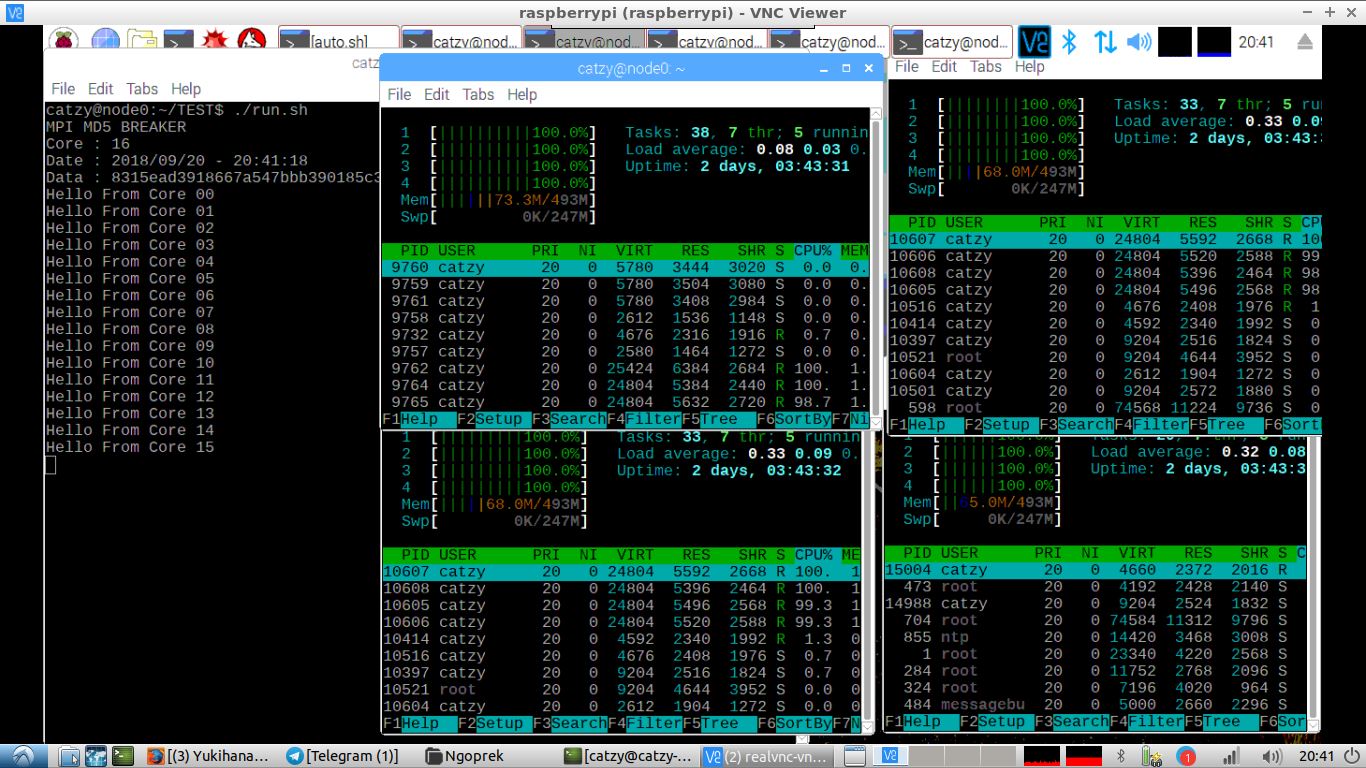 raspberrypi (raspberrypi) - VNC Viewer
[auto.sh]
catzy@nod...
catzy@nod...
catzy@nod...
catzy@nod...
catzy@nod...
20:41
catz
File Edit Tabs Help
catzy@node0:~/TEST$ ./run.sh
MPI MD5 BREAKER
Core : 16
Date : 2018/09/20 - 20:41:18
Data : 8315ead3918667a547bbb390185c3
Hello From Core 00
Hello From Core 01
Hello From Core 02
Hello From Core 03
Hello From Core 04
Hello From Core 05
Hello From Core 06
Hello From Core 07
Hello From Core 08
Hello From Core 09
Hello From Core 10
Hello From Core 11
Hello From Core 12
Hello From Core 13
Hello From Core 14
Hello From Core 15
catzy@node0: ~
File Edit Tabs Help
1 [||||||||||100.0%] Tasks: 38, 7 thr; 5 runnin
2 [||||||||||100.0%] Load average: 0.08 0.03 0.
3 [||||||||||100.0%] Uptime: 2 days, 03:43:31
4 [||||||||||100.0%]
Mem[||||||73.3M/493M]
Swp[ 0K/247M]
PID USER PRI NI VIRT RES SHR S CPU% MEM
9760 catzy 20 0 5780 3444 3020 S 0.0 0.
9759 catzy 20 0 5780 3504 3080 S 0.0 0.
9761 catzy 20 0 5780 3408 2984 S 0.0 0.
9758 catzy 20 0 2612 1536 1148 S 0.0 0.
9732 catzy 20 0 4676 2316 1916 R 0.7 0.
9757 catzy 20 0 2580 1464 1272 S 0.0 0.
9762 catzy 20 0 25424 6384 2684 R 100. 1.
9764 catzy 20 0 24804 5384 2440 R 100. 1.
9765 catzy 20 0 24804 5632 2720 R 98.7 1.
F1Help F2Setup F3SearchF4FilterF5Tree F6SortByF7Ni
File Edit Tabs Help
1 [||||||||100.0%] Tasks: 33, 7 thr; 5 run
2 [||||||||100.0%] Load average: 0.33 0.09
3 [||||||||100.0%] Uptime: 2 days, 03:43:
4 [||||||||100.0%]
Mem[|||||68.0M/493M]
Swp[ 0K/247M]
PID USER PRI NI VIRT RES SHR S CP
10607 catzy 20 0 24804 5592 2668 R 10
10606 catzy 20 0 24804 5520 2588 R 99
10608 catzy 20 0 24804 5396 2464 R 98
10605 catzy 20 0 24804 5496 2568 R 98
10516 catzy 20 0 4676 2408 1976 R 1
10414 catzy 20 0 4592 2340 1992 S 0
10397 catzy 20 0 9204 2516 1824 S 0
10521 root 20 0 9204 4644 3952 S 0
10604 catzy 20 0 2612 1904 1272 S 0
10501 catzy 20 0 9204 2572 1880 S 0
598 root 20 0 74568 11224 9736 S 0
F1Help F2Setup F3SearchF4FilterF5Tree F6Sort
1 [|||||||||100.0%] Tasks: 33, 7 thr; 5 runnin
2 [|||||||||100.0%] Load average: 0.33 0.09 0.
3 [|||||||||100.0%] Uptime: 2 days, 03:43:32
4 [|||||||||100.0%]
Mem[||||||68.0M/493M]
Swp[ 0K/247M]
PID USER PRI NI VIRT RES SHR S CPU% ME
10607 catzy 20 0 24804 5592 2668 R 100. 1
10608 catzy 20 0 24804 5396 2464 R 100. 1
10605 catzy 20 0 24804 5496 2568 R 99.3 1
10606 catzy 20 0 24804 5520 2588 R 99.3 1
10414 catzy 20 0 4592 2340 1992 R 1.3 0
10516 catzy 20 0 4676 2408 1976 S 0.7 0
10397 catzy 20 0 9204 2516 1824 S 0.7 0
10521 root 20 0 9204 4644 3952 S 0.0 0
10604 catzy 20 0 2612 1904 1272 S 0.0 0
F1Help F2Setup F3SearchF4FilterF5Tree F6SortByF7N
1 [||||||100.0%] Tasks:
2 [||||||100.0%] Load average: 0.32 0.08
3 [||||||100.0%] Uptime: 2 days, 03:43:3
4 [||||||100.0%]
Mem[||65.0M/493M]
Swp[ 0K/247M]
PID USER PRI NI VIRT RES SHR S C
15004 catzy 20 0 4660 2372 2016 R
473 root 20 0 4192 2428 2140 S
14988 catzy 20 0 9204 2524 1832 S
704 root 20 0 74584 11312 9796 S
855 ntp 20 0 14420 3468 3008 S
1 root 20 0 23340 4220 2568 S
284 root 20 0 11752 2768 2096 S
324 root 20 0 7196 4020 964 S
484 messagebu 20 0 5000 2660 2296 S
F1Help F2Setup F3SearchF4FilterF5Tree F6Sor
[(3) Yukihana...
[Telegram (1)]
Ngoprek
[catzy@catzy-...
(2) realvnc-vn...
1
20:41